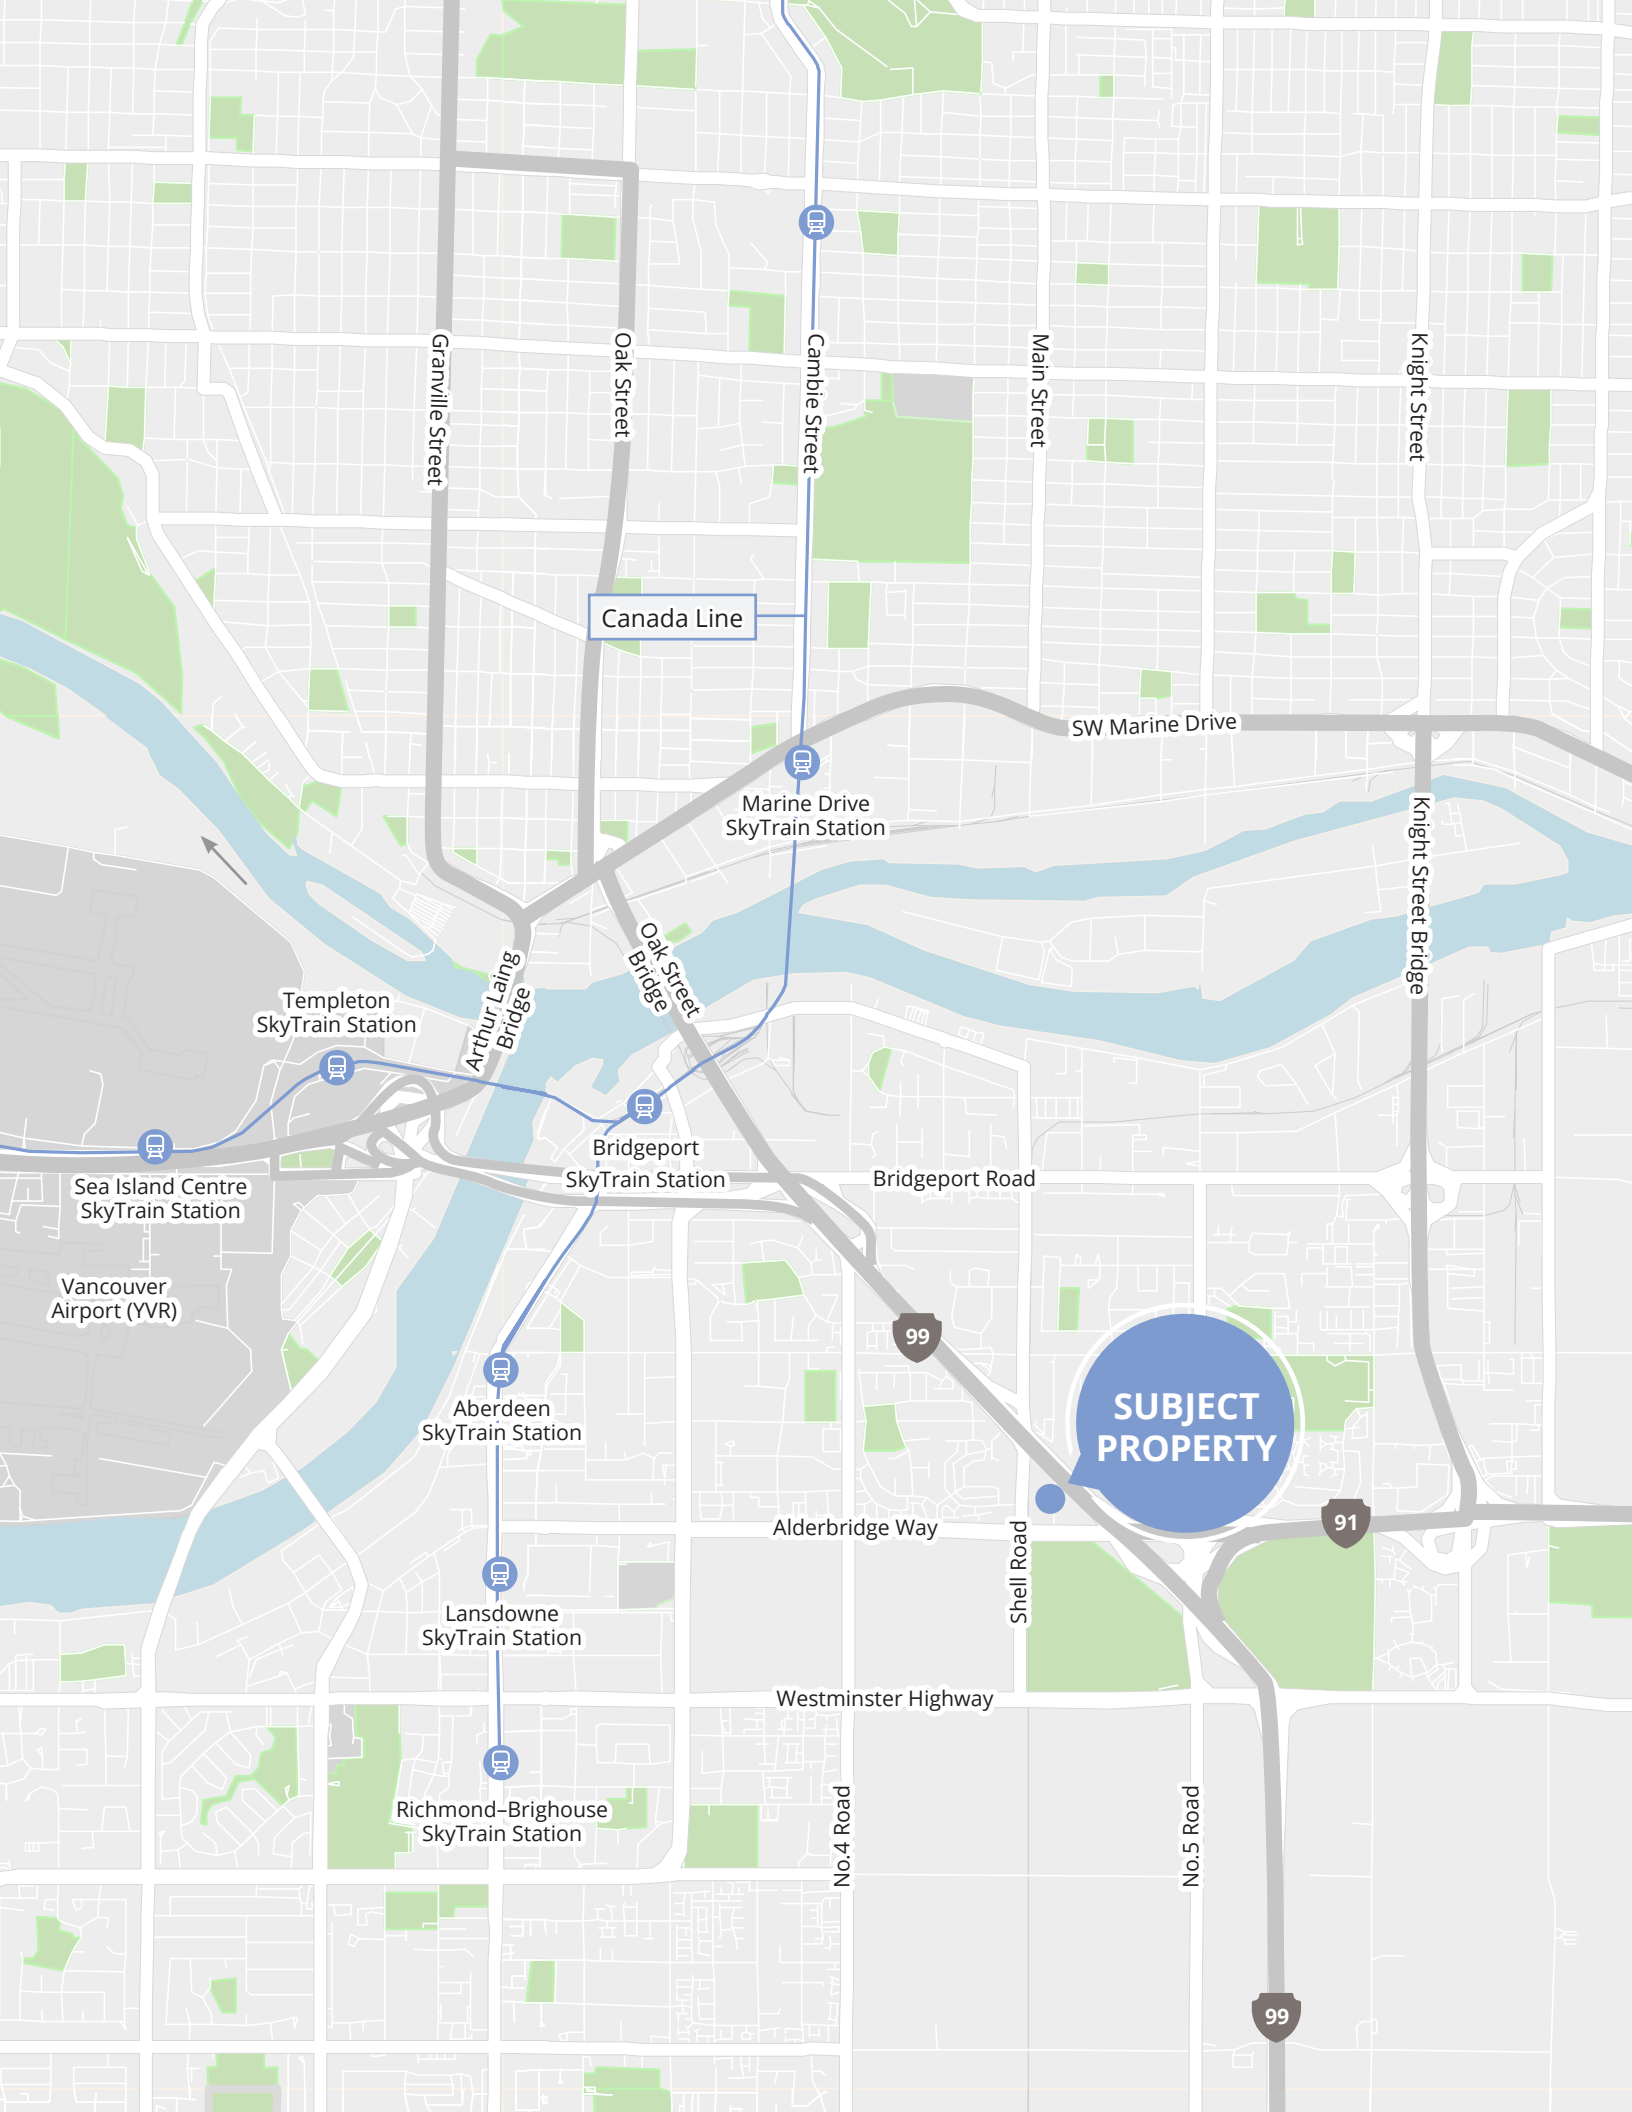 Granville Street
Oak Street
Cambie Street
Main Street
Knight Street
Canada Line
SW Marine Drive
Marine Drive
SkyTrain Station
Knight Street Bridge
Oak Street
Bridge
Arthur Laing
Bridge
Templeton
SkyTrain Station
Bridgeport
SkyTrain Station
Bridgeport Road
Sea Island Centre
SkyTrain Station
Vancouver
Airport (YVR)
99
Aberdeen
SkyTrain Station
SUBJECT
PROPERTY
91
Alderbridge Way
Shell Road
Lansdowne
SkyTrain Station
Westminster Highway
Richmond–Brighouse
SkyTrain Station
No.4 Road
No.5 Road
99